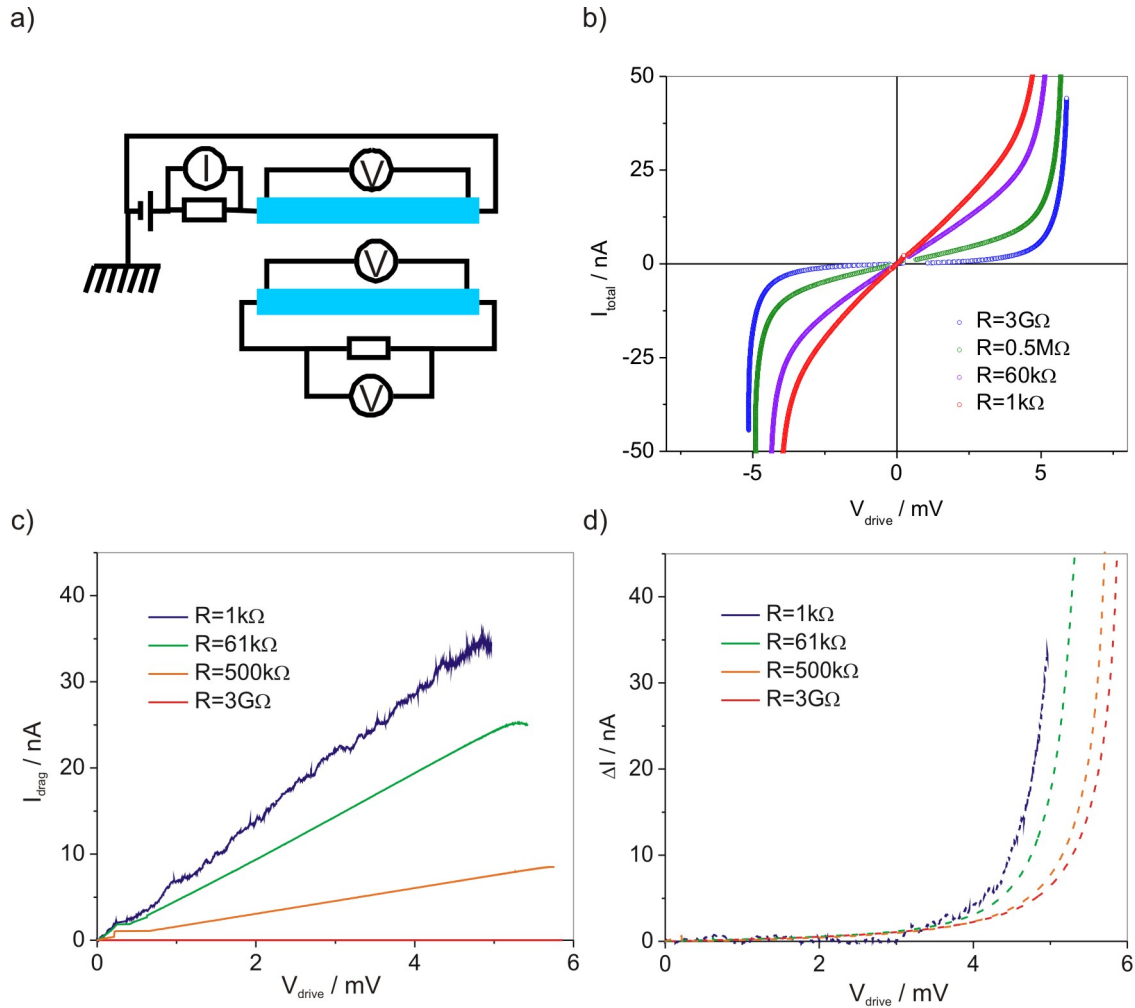 a)
I
V
V
V
b)
50
25
0
-25
-50
-5
0
5
I_total / nA
V_drive / mV
R=3GΩ
R=0.5MΩ
R=60kΩ
R=1kΩ
c)
40
30
20
10
0
0
2
4
6
I_drag / nA
V_drive / mV
R=1kΩ
R=61kΩ
R=500kΩ
R=3GΩ
d)
40
30
20
10
0
0
2
4
6
ΔI / nA
V_drive / mV
R=1kΩ
R=61kΩ
R=500kΩ
R=3GΩ